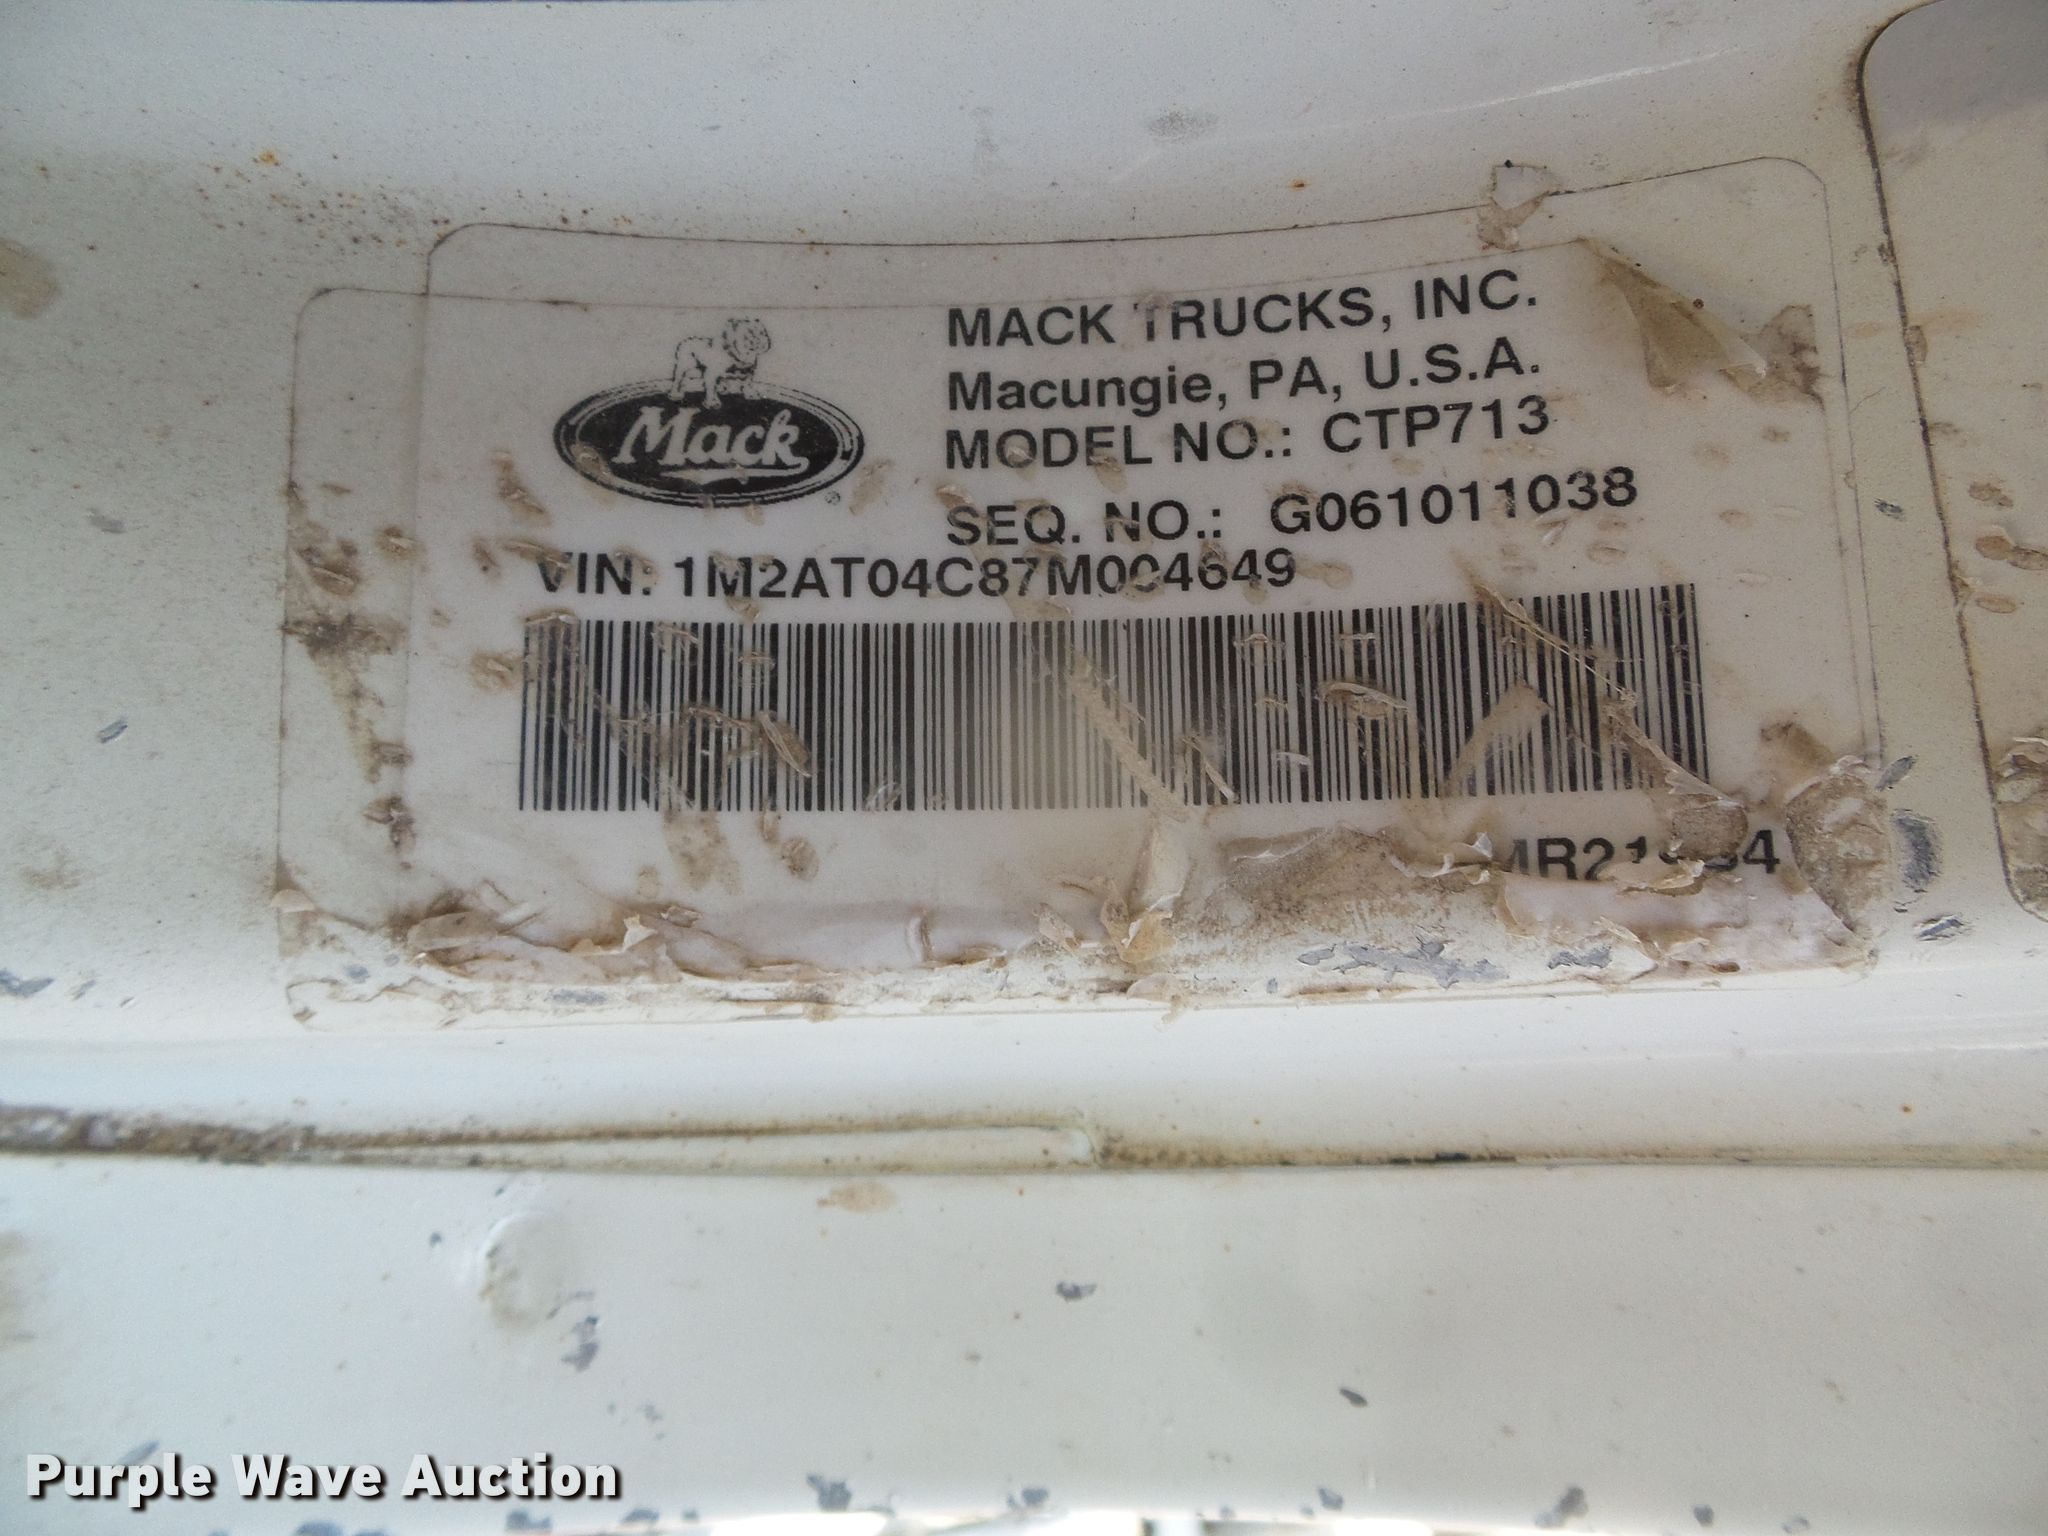 Mack
MACK TRUCKS, INC.
Macungie, PA, U.S.A.
MODEL NO.: CTP713
SEQ. NO.: G061011038
VIN: 1M2AT04C87M004649
Purple Wave Auction